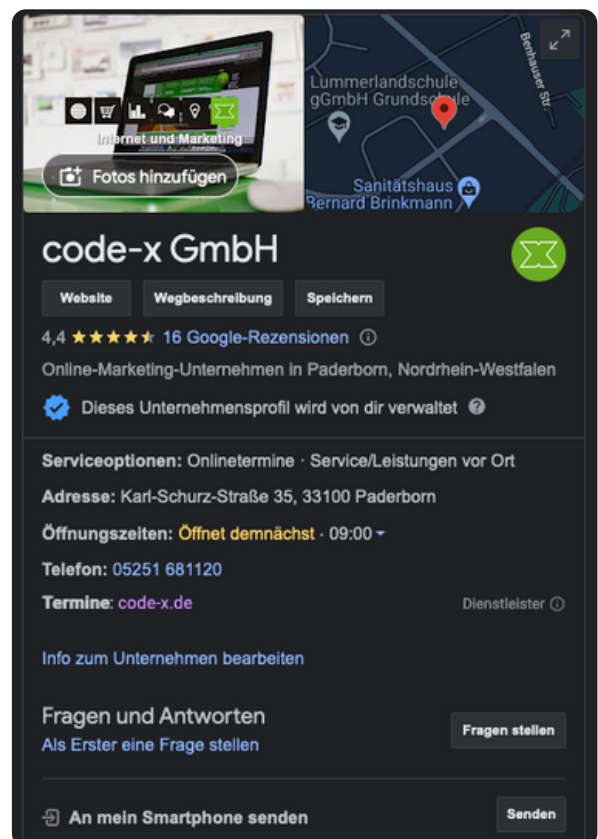 Internet und Marketing
Fotos hinzufügen
Benhauser Str.
Lummerlandschule
gGmbH Grundschule
Sanitätshaus
Bernard Brinkmann
code-x GmbH
Website Wegbeschreibung Speichern
4,4 16 Google-Rezensionen
Online-Marketing-Unternehmen in Paderborn, Nordrhein-Westfalen
Dieses Unternehmensprofil wird von dir verwaltet
Serviceoptionen: Onlinetermine · Service/Leistungen vor Ort
Adresse: Karl-Schurz-Straße 35, 33100 Paderborn
Öffnungszeiten: Öffnet demnächst · 09:00
Telefon: 05251 681120
Termine: code-x.de Dienstleister
Info zum Unternehmen bearbeiten
Fragen und Antworten
Als Erster eine Frage stellen
Fragen stellen
An mein Smartphone senden Senden